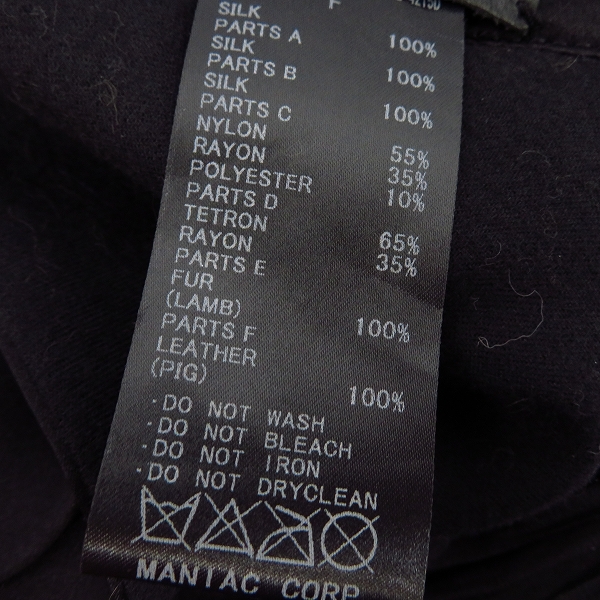 SILK F
PARTS A 100%
SILK
PARTS B 100%
SILK
PARTS C 100%
NYLON
RAYON 55%
POLYESTER 35%
PARTS D 10%
TETRON
RAYON 65%
PARTS E 35%
FUR
(LAMB)
PARTS F 100%
LEATHER
(PIG)
100%
·DO NOT WASH
·DO NOT BLEACH
·DO NOT IRON
·DO NOT DRYCLEAN
MANIAC CORP